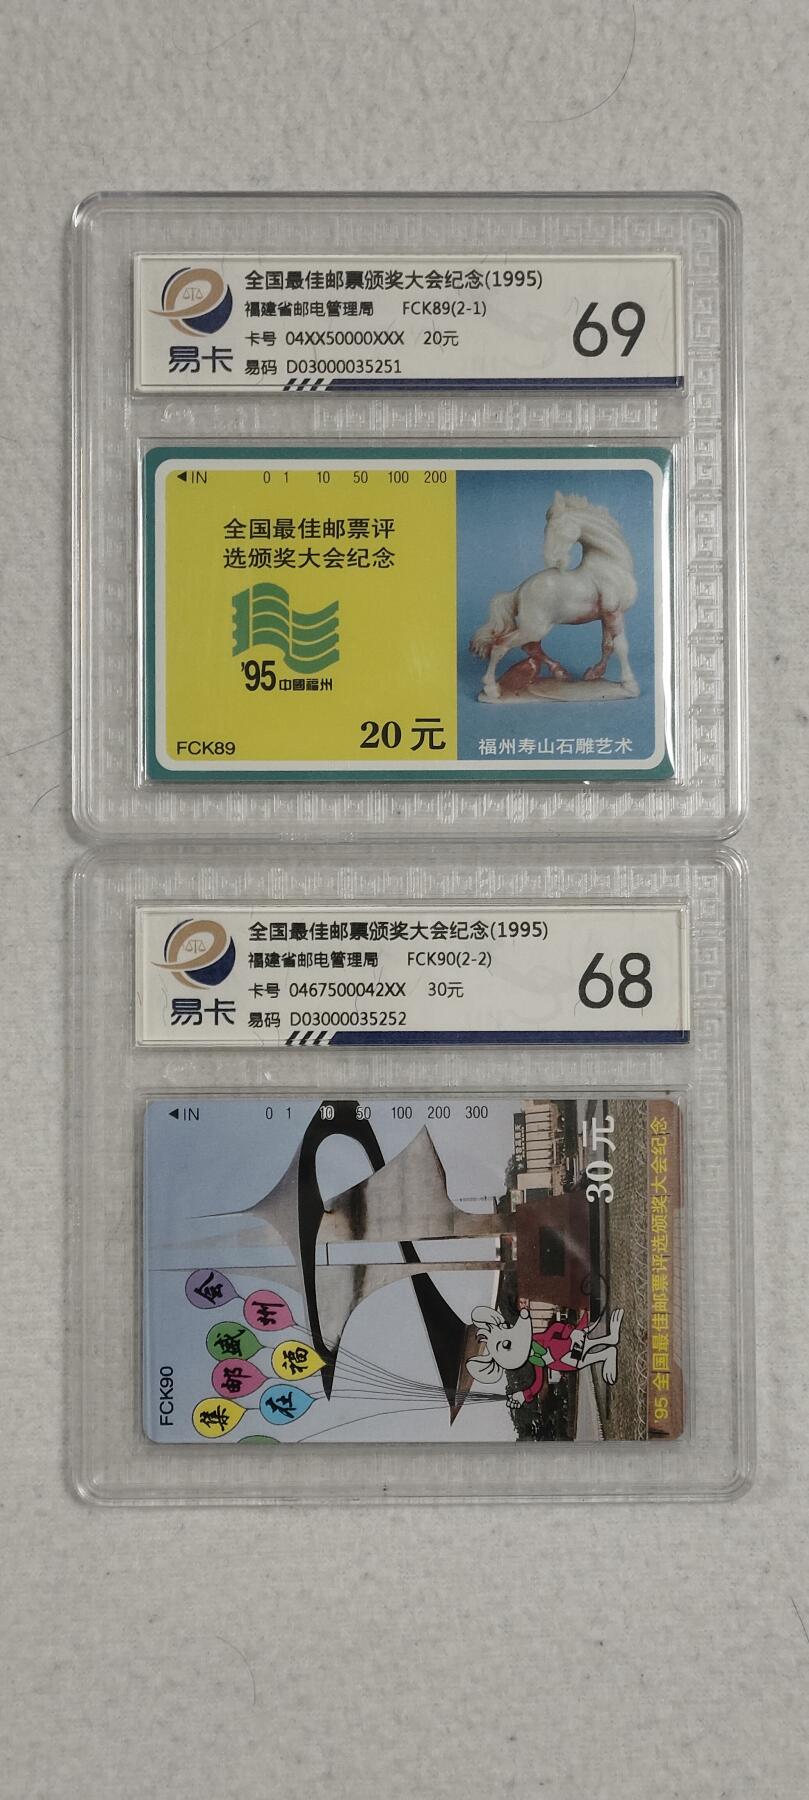 全国最佳邮票颁奖大会纪念(1995)
福建省邮电管理局 FCK89(2-1)
卡号 04XX50000XXX 20元
易码 D03000035251
易卡
69
◀IN 0 1 10 50 100 200
全国最佳邮票评
选颁奖大会纪念
'95 中國福州
FCK89
20元
福州寿山石雕艺术
全国最佳邮票颁奖大会纪念(1995)
福建省邮电管理局 FCK90(2-2)
卡号 0467500042XX 30元
易码 D03000035252
易卡
68
◀IN 0 1 10 50 100 200 300
30元
'95 全国最佳邮票评选颁奖大会纪念
FCK90
集邮盛会
在福州